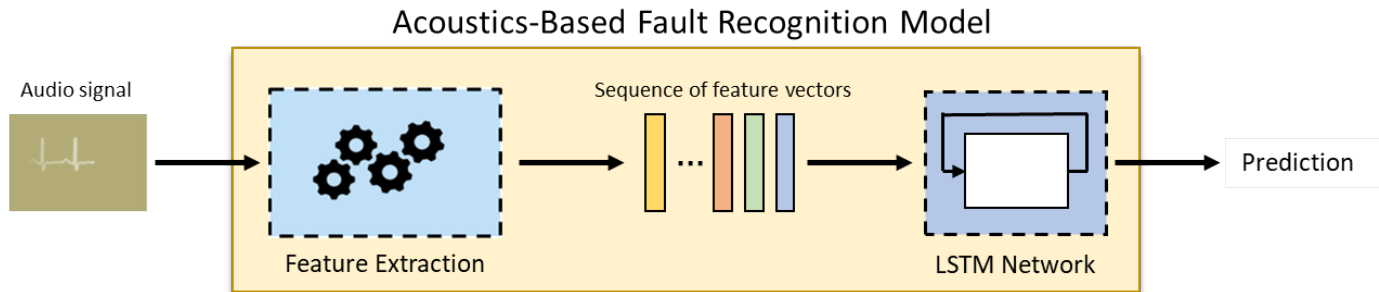 Acoustics-Based Fault Recognition Model
Audio signal
Sequence of feature vectors
...
Prediction
Feature Extraction
LSTM Network